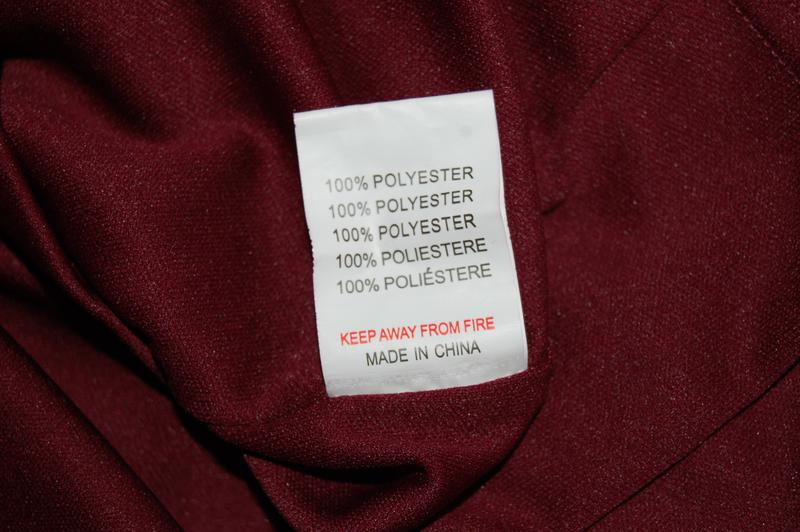 100% POLYESTER
100% POLYESTER
100% POLYESTER
100% POLIESTERE
100% POLIÉSTERE
KEEP AWAY FROM FIRE
MADE IN CHINA